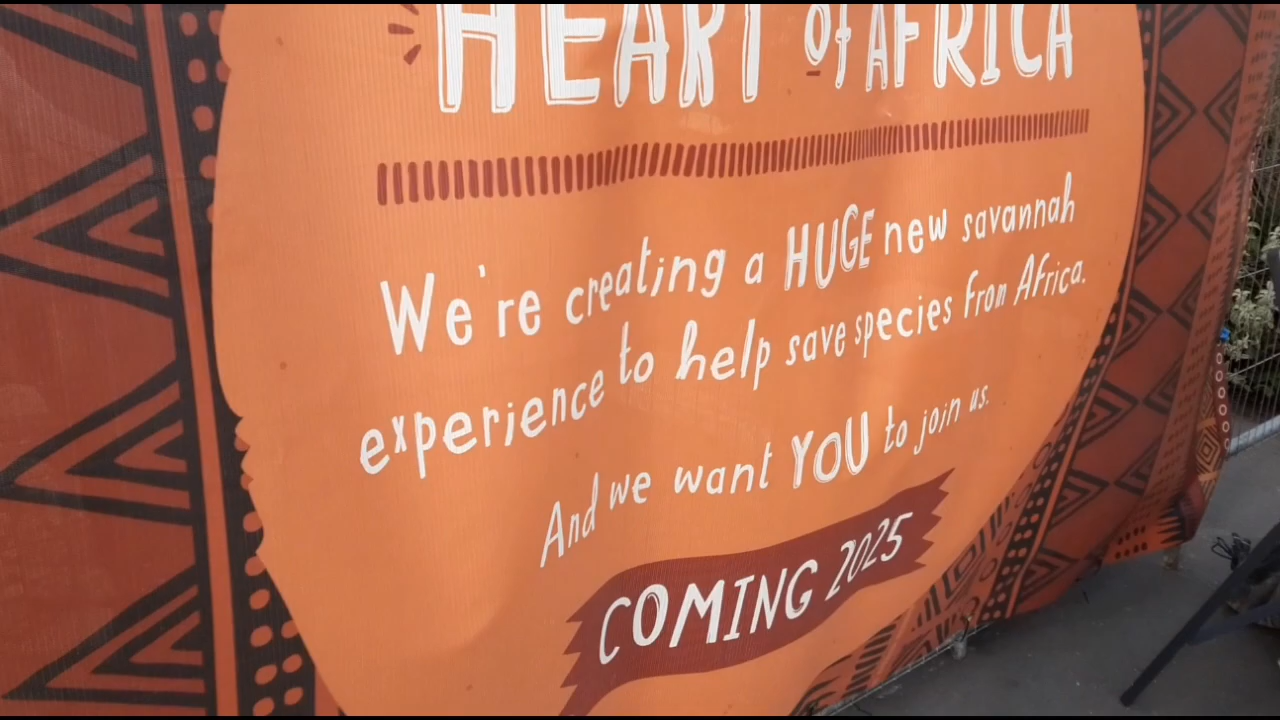 HEART of AFRICA
We're creating a HUGE new savannah
experience to help save species from Africa.
And we want YOU to join us.
COMING 2025